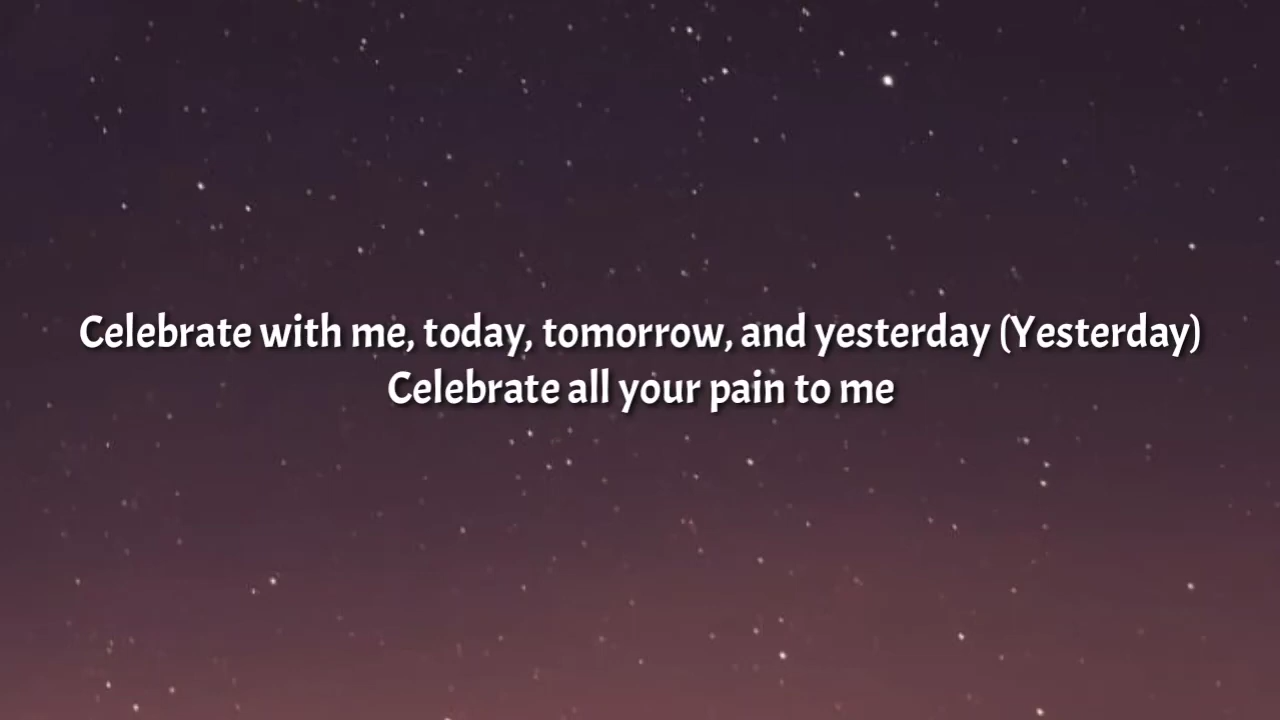 Celebrate with me, today, tomorrow, and yesterday (Yesterday)
Celebrate all your pain to me